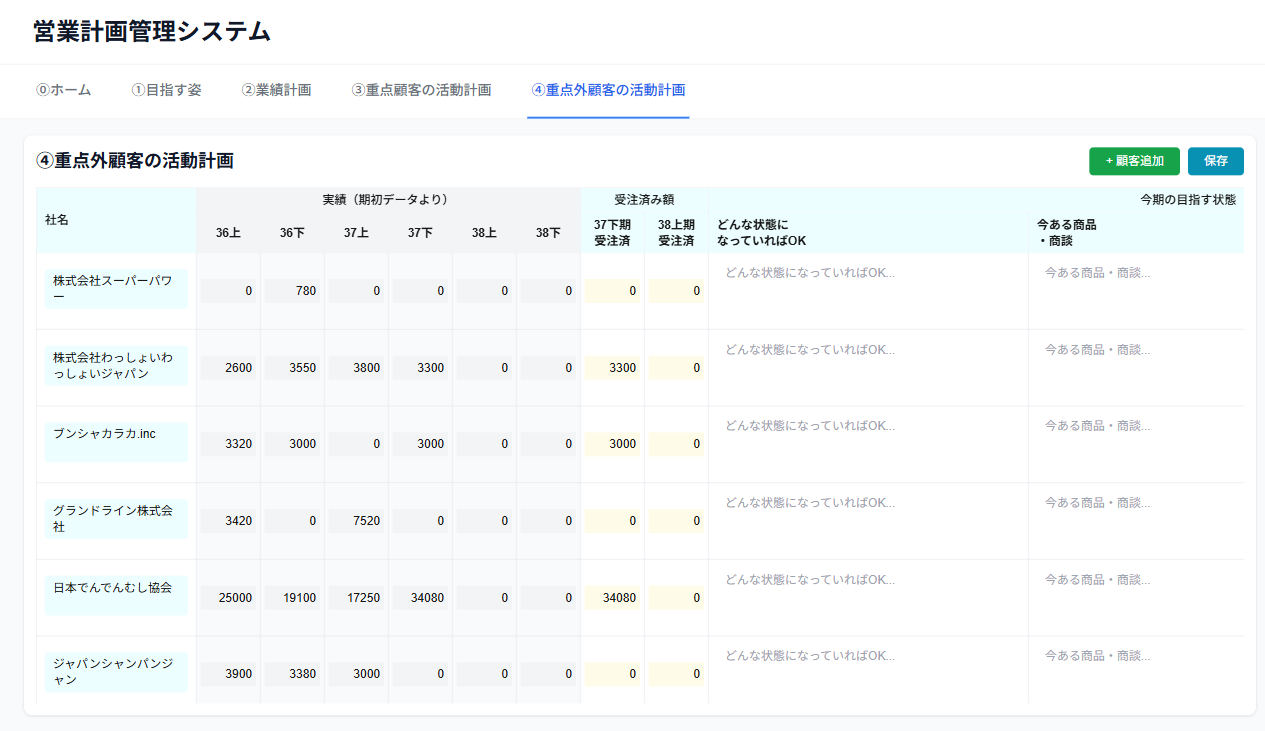 営業計画管理システム
⓪ホーム ①目指す姿 ②業績計画 ③重点顧客の活動計画 ④重点外顧客の活動計画
④重点外顧客の活動計画 + 顧客追加 保存
実績（期初データより） 受注済み額 今期の目指す状態
社名 36上 36下 37上 37下 38上 38下 37下期 38上期 どんな状態に 今ある商品
受注済 受注済 なっていればOK ・商談
株式会社スーパーパワ 0 780 0 0 0 0 0 0 どんな状態になっていればOK... 今ある商品・商談...
ー
株式会社わっしょいわ 2600 3550 3800 3300 0 0 3300 0 どんな状態になっていればOK... 今ある商品・商談...
っしょいジャパン
ブンシャカラカ.inc 3320 3000 0 3000 0 0 3000 0 どんな状態になっていればOK... 今ある商品・商談...
グランドライン株式会 3420 0 7520 0 0 0 0 0 どんな状態になっていればOK... 今ある商品・商談...
社
日本でんでんむし協会 25000 19100 17250 34080 0 0 34080 0 どんな状態になっていればOK... 今ある商品・商談...
ジャパンシャンパンジ 3900 3380 3000 0 0 0 0 0 どんな状態になっていればOK... 今ある商品・商談...
ャン